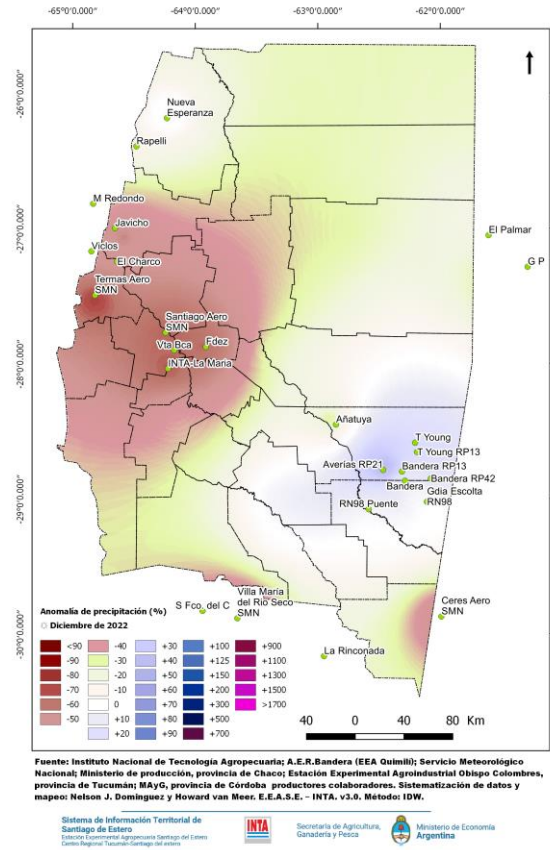 -65°0'0.000" -64°0'0.000" -63°0'0.000" -62°0'0.000"
-26°0'0.000"
-27°0'0.000"
-28°0'0.000"
-29°0'0.000"
-30°0'0.000"
Nueva
Esperanza
Rapelli
M Redondo
Javicho
El Palmar
Viclos
El Charco
G P
Termas Aero
SMN
Santiago Aero
SMN
Vta Bca
Fdez
INTA-La Maria
Añatuya
T Young
T Young RP13
Averías RP21
Bandera RP13
Bandera RP42
Bandera
Gdia Escolta
RN98
RN98 Puente
Villa María
del Río Seco
SMN
S Fco. del C
Ceres Aero
SMN
La Rinconada
Anomalía de precipitación (%)
Diciembre de 2022
<90 -40 +30 +100 +900
-90 -30 +40 +125 +1100
-80 -20 +50 +150 +1300
-70 -10 +60 +200 +1500
-60 0 +70 +300 >1700
-50 +10 +80 +500
+20 +90 +700
40 0 40 80 Km
Fuente: Instituto Nacional de Tecnología Agropecuaria; A.E.R.Bandera (EEA Quimilí); Servicio Meteorológico
Nacional; Ministerio de producción, provincia de Chaco; Estación Experimental Agroindustrial Obispo Colombres,
provincia de Tucumán; MAyG, provincia de Córdoba productores colaboradores. Sistematización de datos y
mapeo: Nelson J. Dominguez y Howard van Meer. E.E.A.S.E. – INTA. v3.0. Método: IDW.
Sistema de Información Territorial de
Santiago de Estero
Estación Experimental Agropecuaria Santiago del Estero
Centro Regional Tucumán-Santiago del estero
INTA
Secretaría de Agricultura,
Ganadería y Pesca
Ministerio de Economía
Argentina